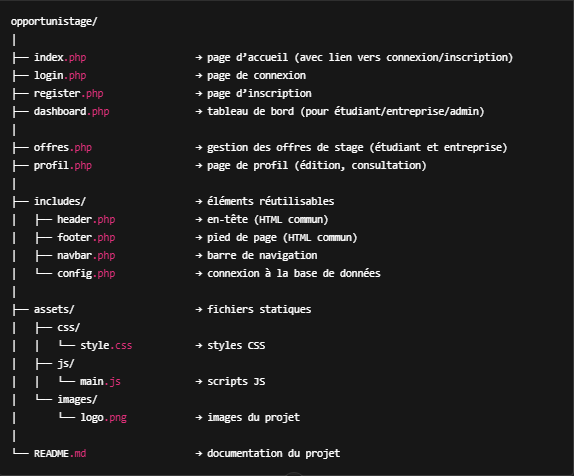 opportunistage/
│
├── index.php → page d’accueil (avec lien vers connexion/inscription)
├── login.php → page de connexion
├── register.php → page d’inscription
├── dashboard.php → tableau de bord (pour étudiant/entreprise/admin)
│
├── offres.php → gestion des offres de stage (étudiant et entreprise)
├── profil.php → page de profil (édition, consultation)
│
├── includes/ → éléments réutilisables
│   ├── header.php → en-tête (HTML commun)
│   ├── footer.php → pied de page (HTML commun)
│   ├── navbar.php → barre de navigation
│   └── config.php → connexion à la base de données
│
├── assets/ → fichiers statiques
│   ├── css/
│   │   └── style.css → styles CSS
│   ├── js/
│   │   └── main.js → scripts JS
│   └── images/
│       └── logo.png → images du projet
│
└── README.md → documentation du projet